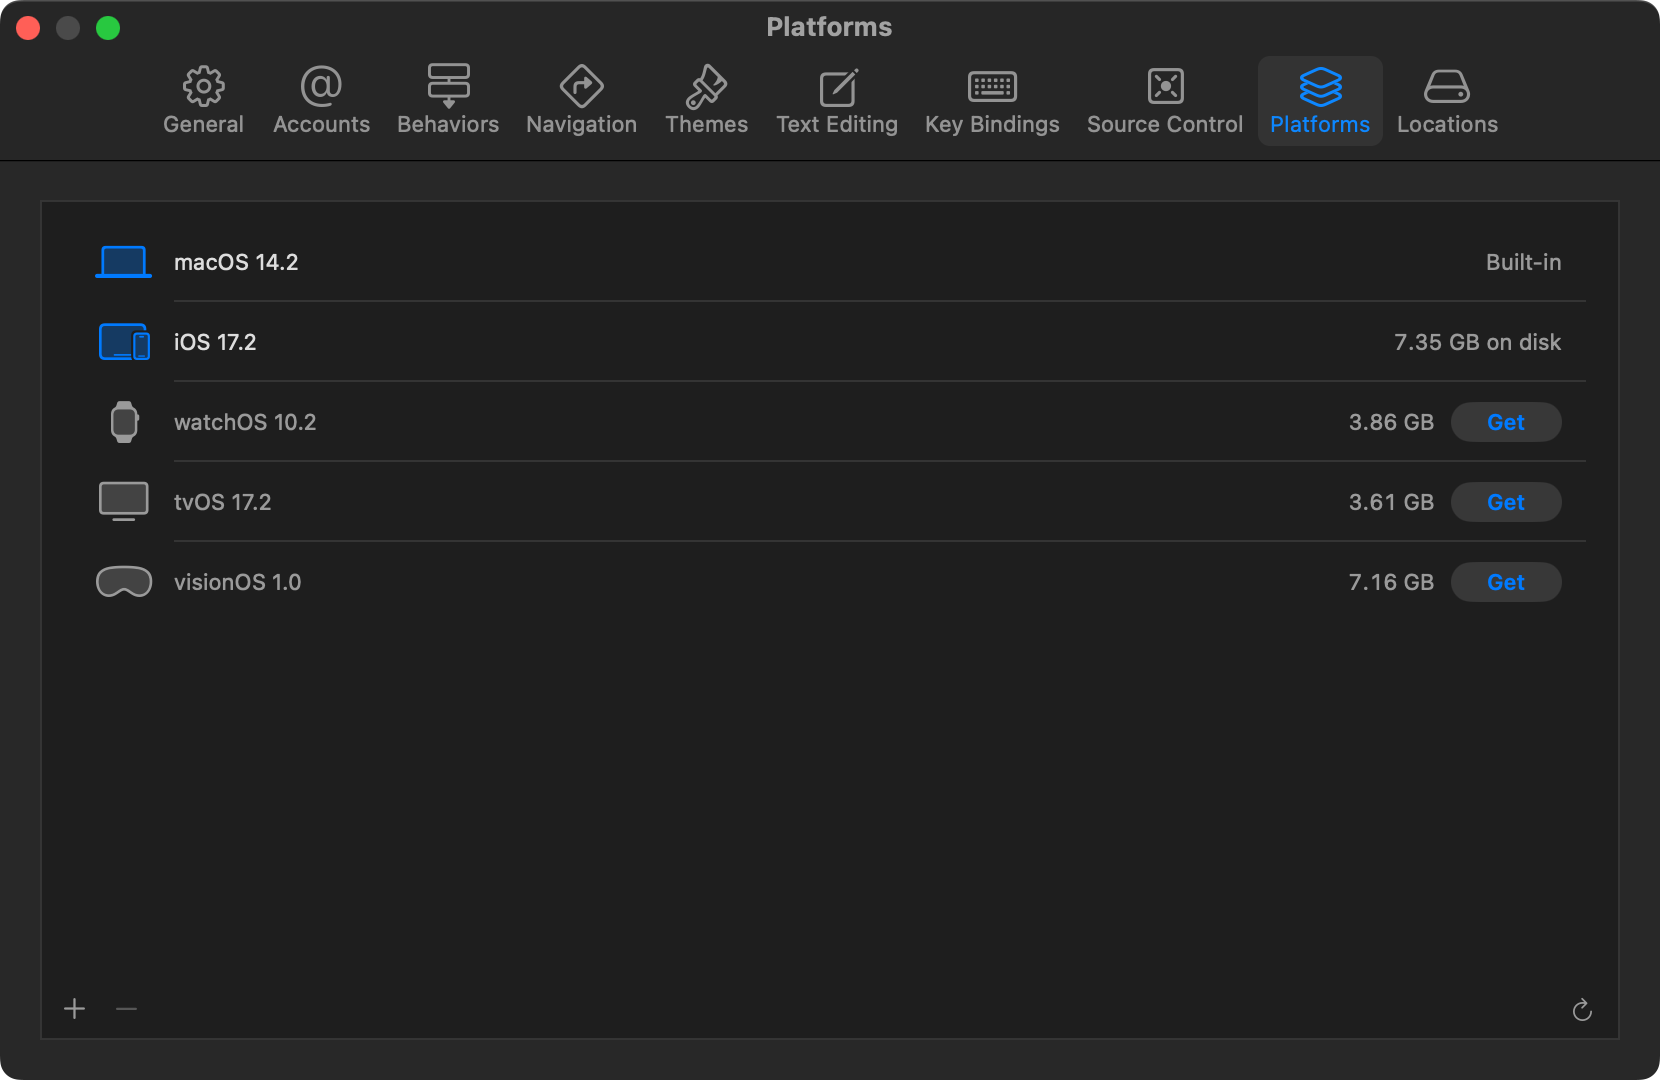 Platforms
General Accounts Behaviors Navigation Themes Text Editing Key Bindings Source Control Platforms Locations
macOS 14.2 Built-in
iOS 17.2 7.35 GB on disk
watchOS 10.2 3.86 GB Get
tvOS 17.2 3.61 GB Get
visionOS 1.0 7.16 GB Get